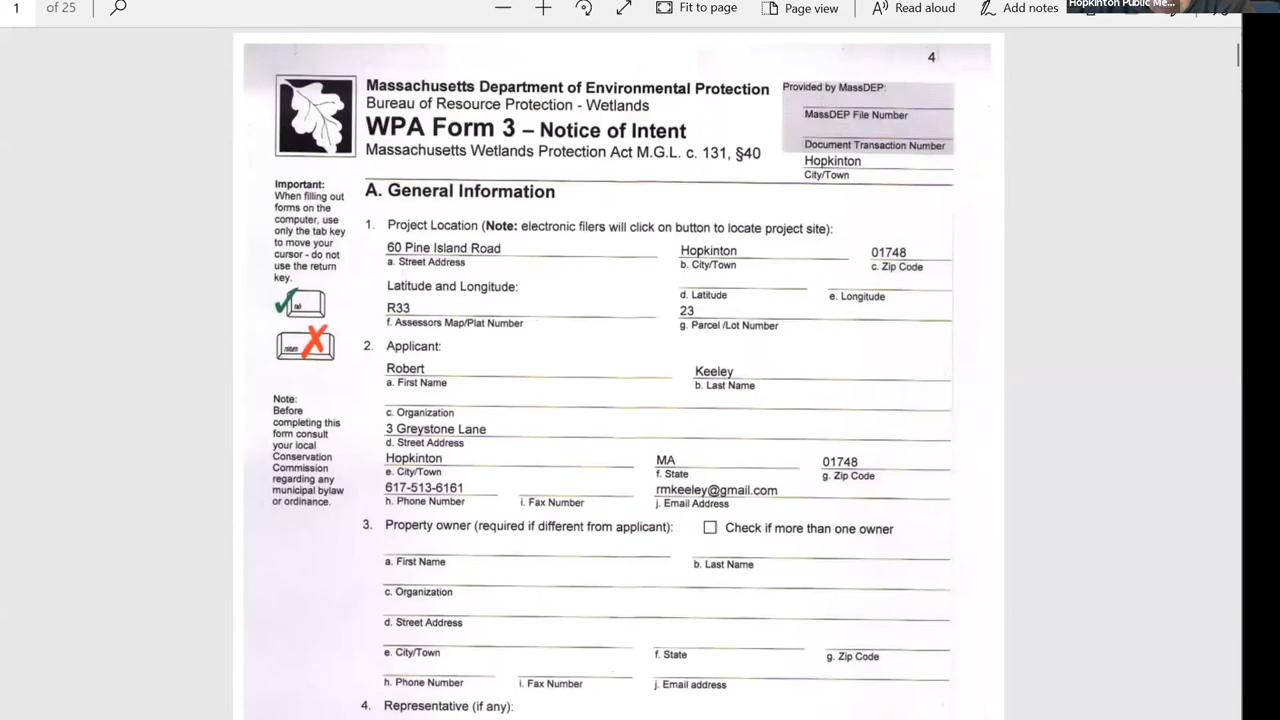 1 of 25
Fit to page
Page view
Read aloud
Add notes
Hopkinton Public Me...
4
Massachusetts Department of Environmental Protection
Bureau of Resource Protection - Wetlands
WPA Form 3 – Notice of Intent
Massachusetts Wetlands Protection Act M.G.L. c. 131, §40
Provided by MassDEP:
MassDEP File Number
Document Transaction Number
Hopkinton
City/Town
Important:
When filling out
forms on the
computer, use
only the tab key
to move your
cursor - do not
use the return
key.
Note:
Before
completing this
form consult
your local
Conservation
Commission
regarding any
municipal bylaw
or ordinance.
A. General Information
1. Project Location (Note: electronic filers will click on button to locate project site):
60 Pine Island Road Hopkinton 01748
a. Street Address b. City/Town c. Zip Code
Latitude and Longitude:
d. Latitude e. Longitude
R33 23
f. Assessors Map/Plat Number g. Parcel /Lot Number
2. Applicant:
Robert Keeley
a. First Name b. Last Name
c. Organization
3 Greystone Lane
d. Street Address
Hopkinton MA 01748
e. City/Town f. State g. Zip Code
617-513-6161 rmkeeley@gmail.com
h. Phone Number i. Fax Number j. Email Address
3. Property owner (required if different from applicant): Check if more than one owner
a. First Name b. Last Name
c. Organization
d. Street Address
e. City/Town f. State g. Zip Code
h. Phone Number i. Fax Number j. Email address
4. Representative (if any):